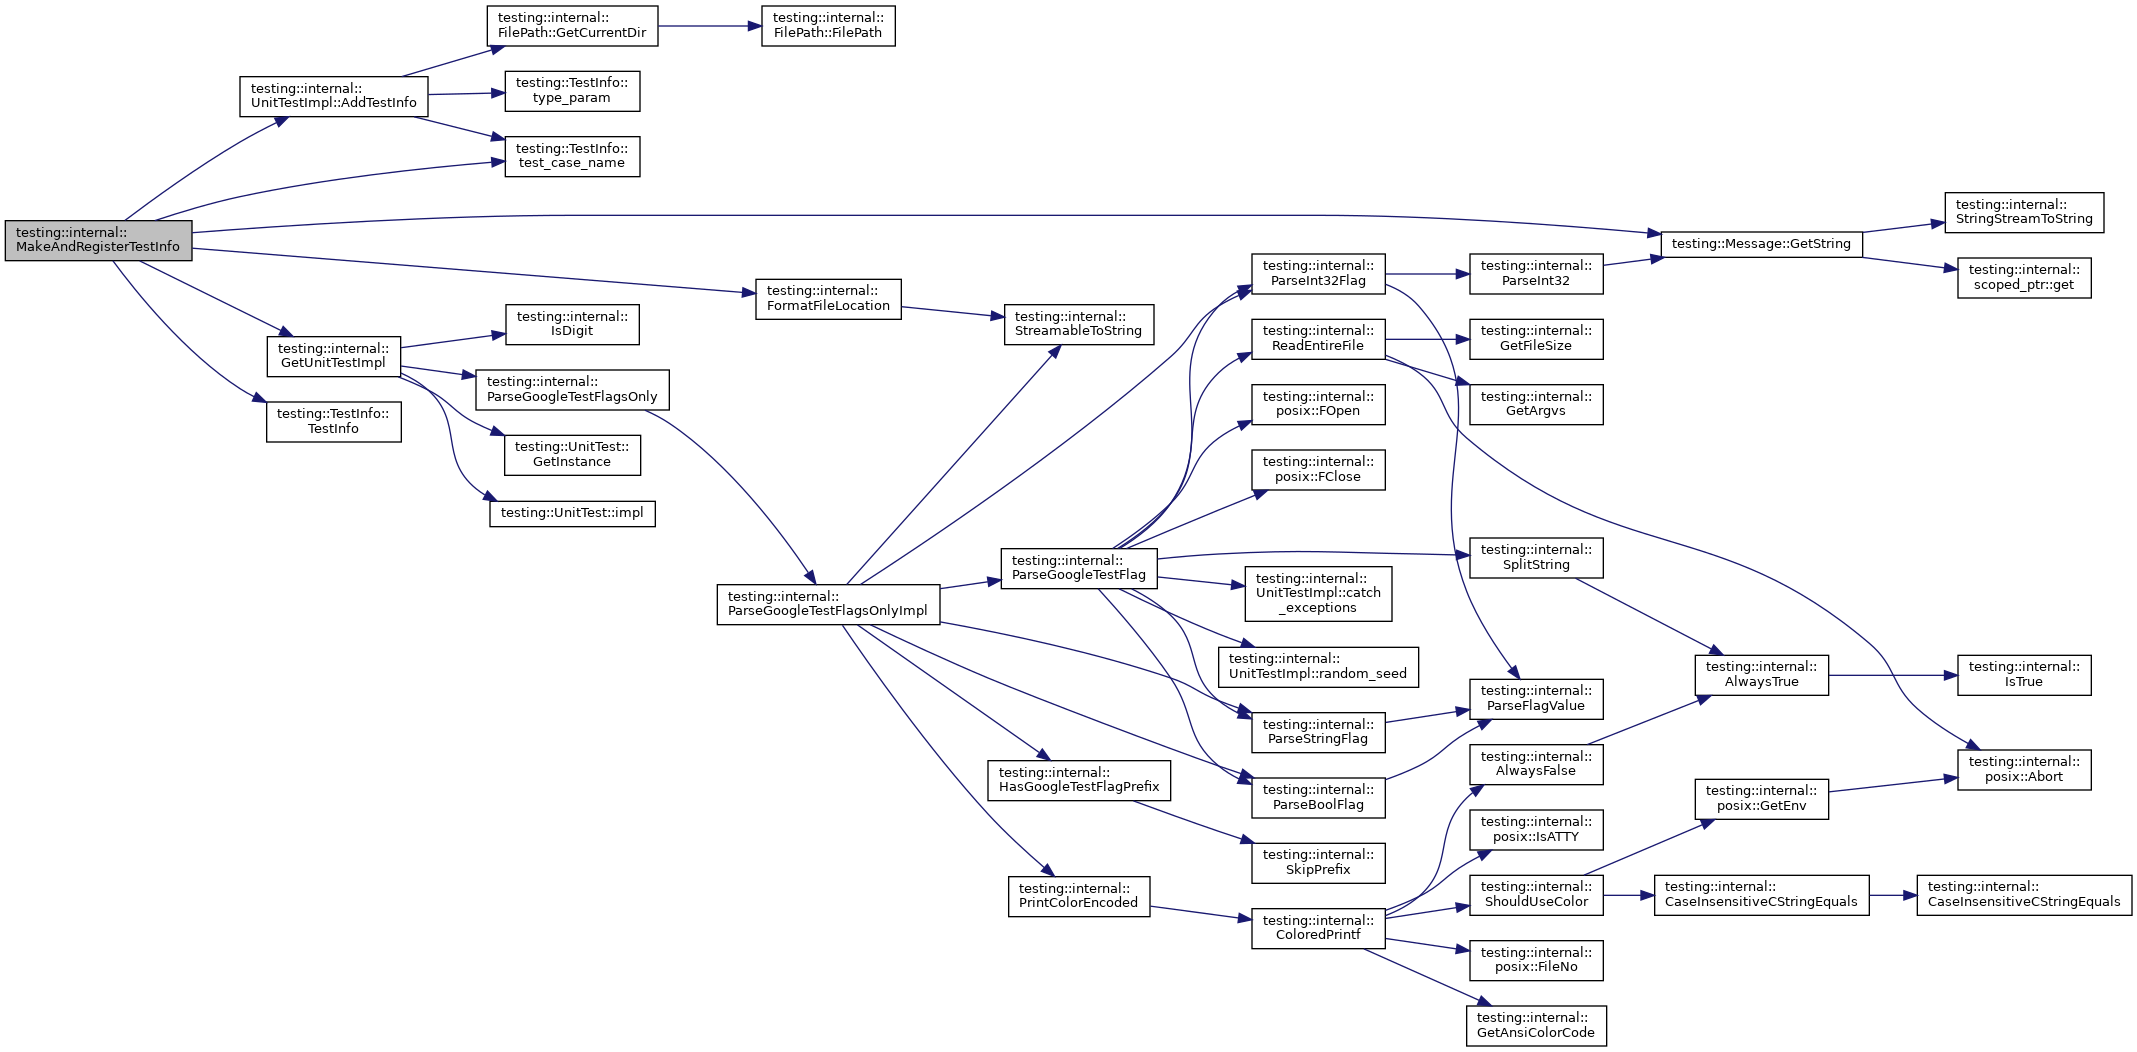 testing::internal::
MakeAndRegisterTestInfo
testing::internal::
UnitTestImpl::AddTestInfo
testing::internal::
FilePath::GetCurrentDir
testing::internal::
FilePath::FilePath
testing::TestInfo::
type_param
testing::TestInfo::
test_case_name
testing::internal::
GetUnitTestImpl
testing::TestInfo::
TestInfo
testing::internal::
IsDigit
testing::internal::
ParseGoogleTestFlagsOnly
testing::UnitTest::
GetInstance
testing::UnitTest::impl
testing::internal::
FormatFileLocation
testing::internal::
StreamableToString
testing::internal::
ParseGoogleTestFlagsOnlyImpl
testing::internal::
ParseGoogleTestFlag
testing::internal::
HasGoogleTestFlagPrefix
testing::internal::
PrintColorEncoded
testing::internal::
ParseInt32Flag
testing::internal::
ReadEntireFile
testing::internal::
posix::FOpen
testing::internal::
posix::FClose
testing::internal::
UnitTestImpl::catch
_exceptions
testing::internal::
UnitTestImpl::random_seed
testing::internal::
ParseStringFlag
testing::internal::
ParseBoolFlag
testing::internal::
SkipPrefix
testing::internal::
ColoredPrintf
testing::internal::
ParseInt32
testing::internal::
GetFileSize
testing::internal::
GetArgvs
testing::internal::
SplitString
testing::internal::
ParseFlagValue
testing::internal::
AlwaysFalse
testing::internal::
posix::IsATTY
testing::internal::
ShouldUseColor
testing::internal::
posix::FileNo
testing::internal::
GetAnsiColorCode
testing::Message::GetString
testing::internal::
AlwaysTrue
testing::internal::
posix::GetEnv
testing::internal::
CaseInsensitiveCStringEquals
testing::internal::
StringStreamToString
testing::internal::
scoped_ptr::get
testing::internal::
IsTrue
testing::internal::
posix::Abort
testing::internal::
CaseInsensitiveCStringEquals